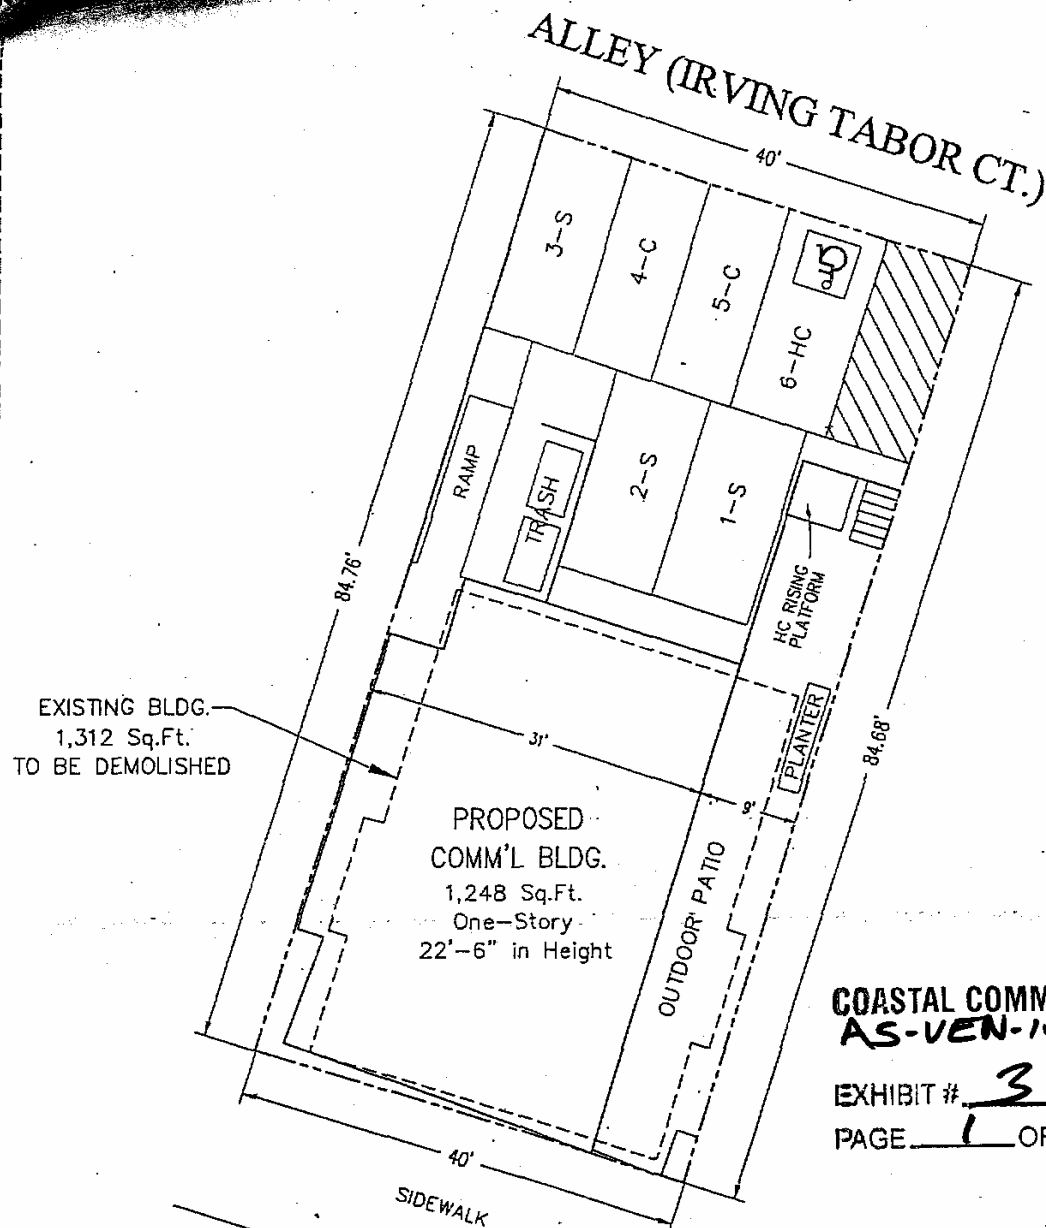 ALLEY (IRVING TABOR CT.)
40'
3-S
4-C
5-C
6-HC
RAMP
TRASH
2-S
1-S
HC RISING
PLATFORM
84.76'
84.68'
PLANTER
EXISTING BLDG.
1,312 Sq.Ft.
TO BE DEMOLISHED
31'
9'
PROPOSED
COMM'L BLDG.
1,248 Sq.Ft.
One-Story
22'-6" in Height
OUTDOOR PATIO
COASTAL COMM
A5-VEN-1
EXHIBIT # 3
PAGE 1 OF
40'
SIDEWALK